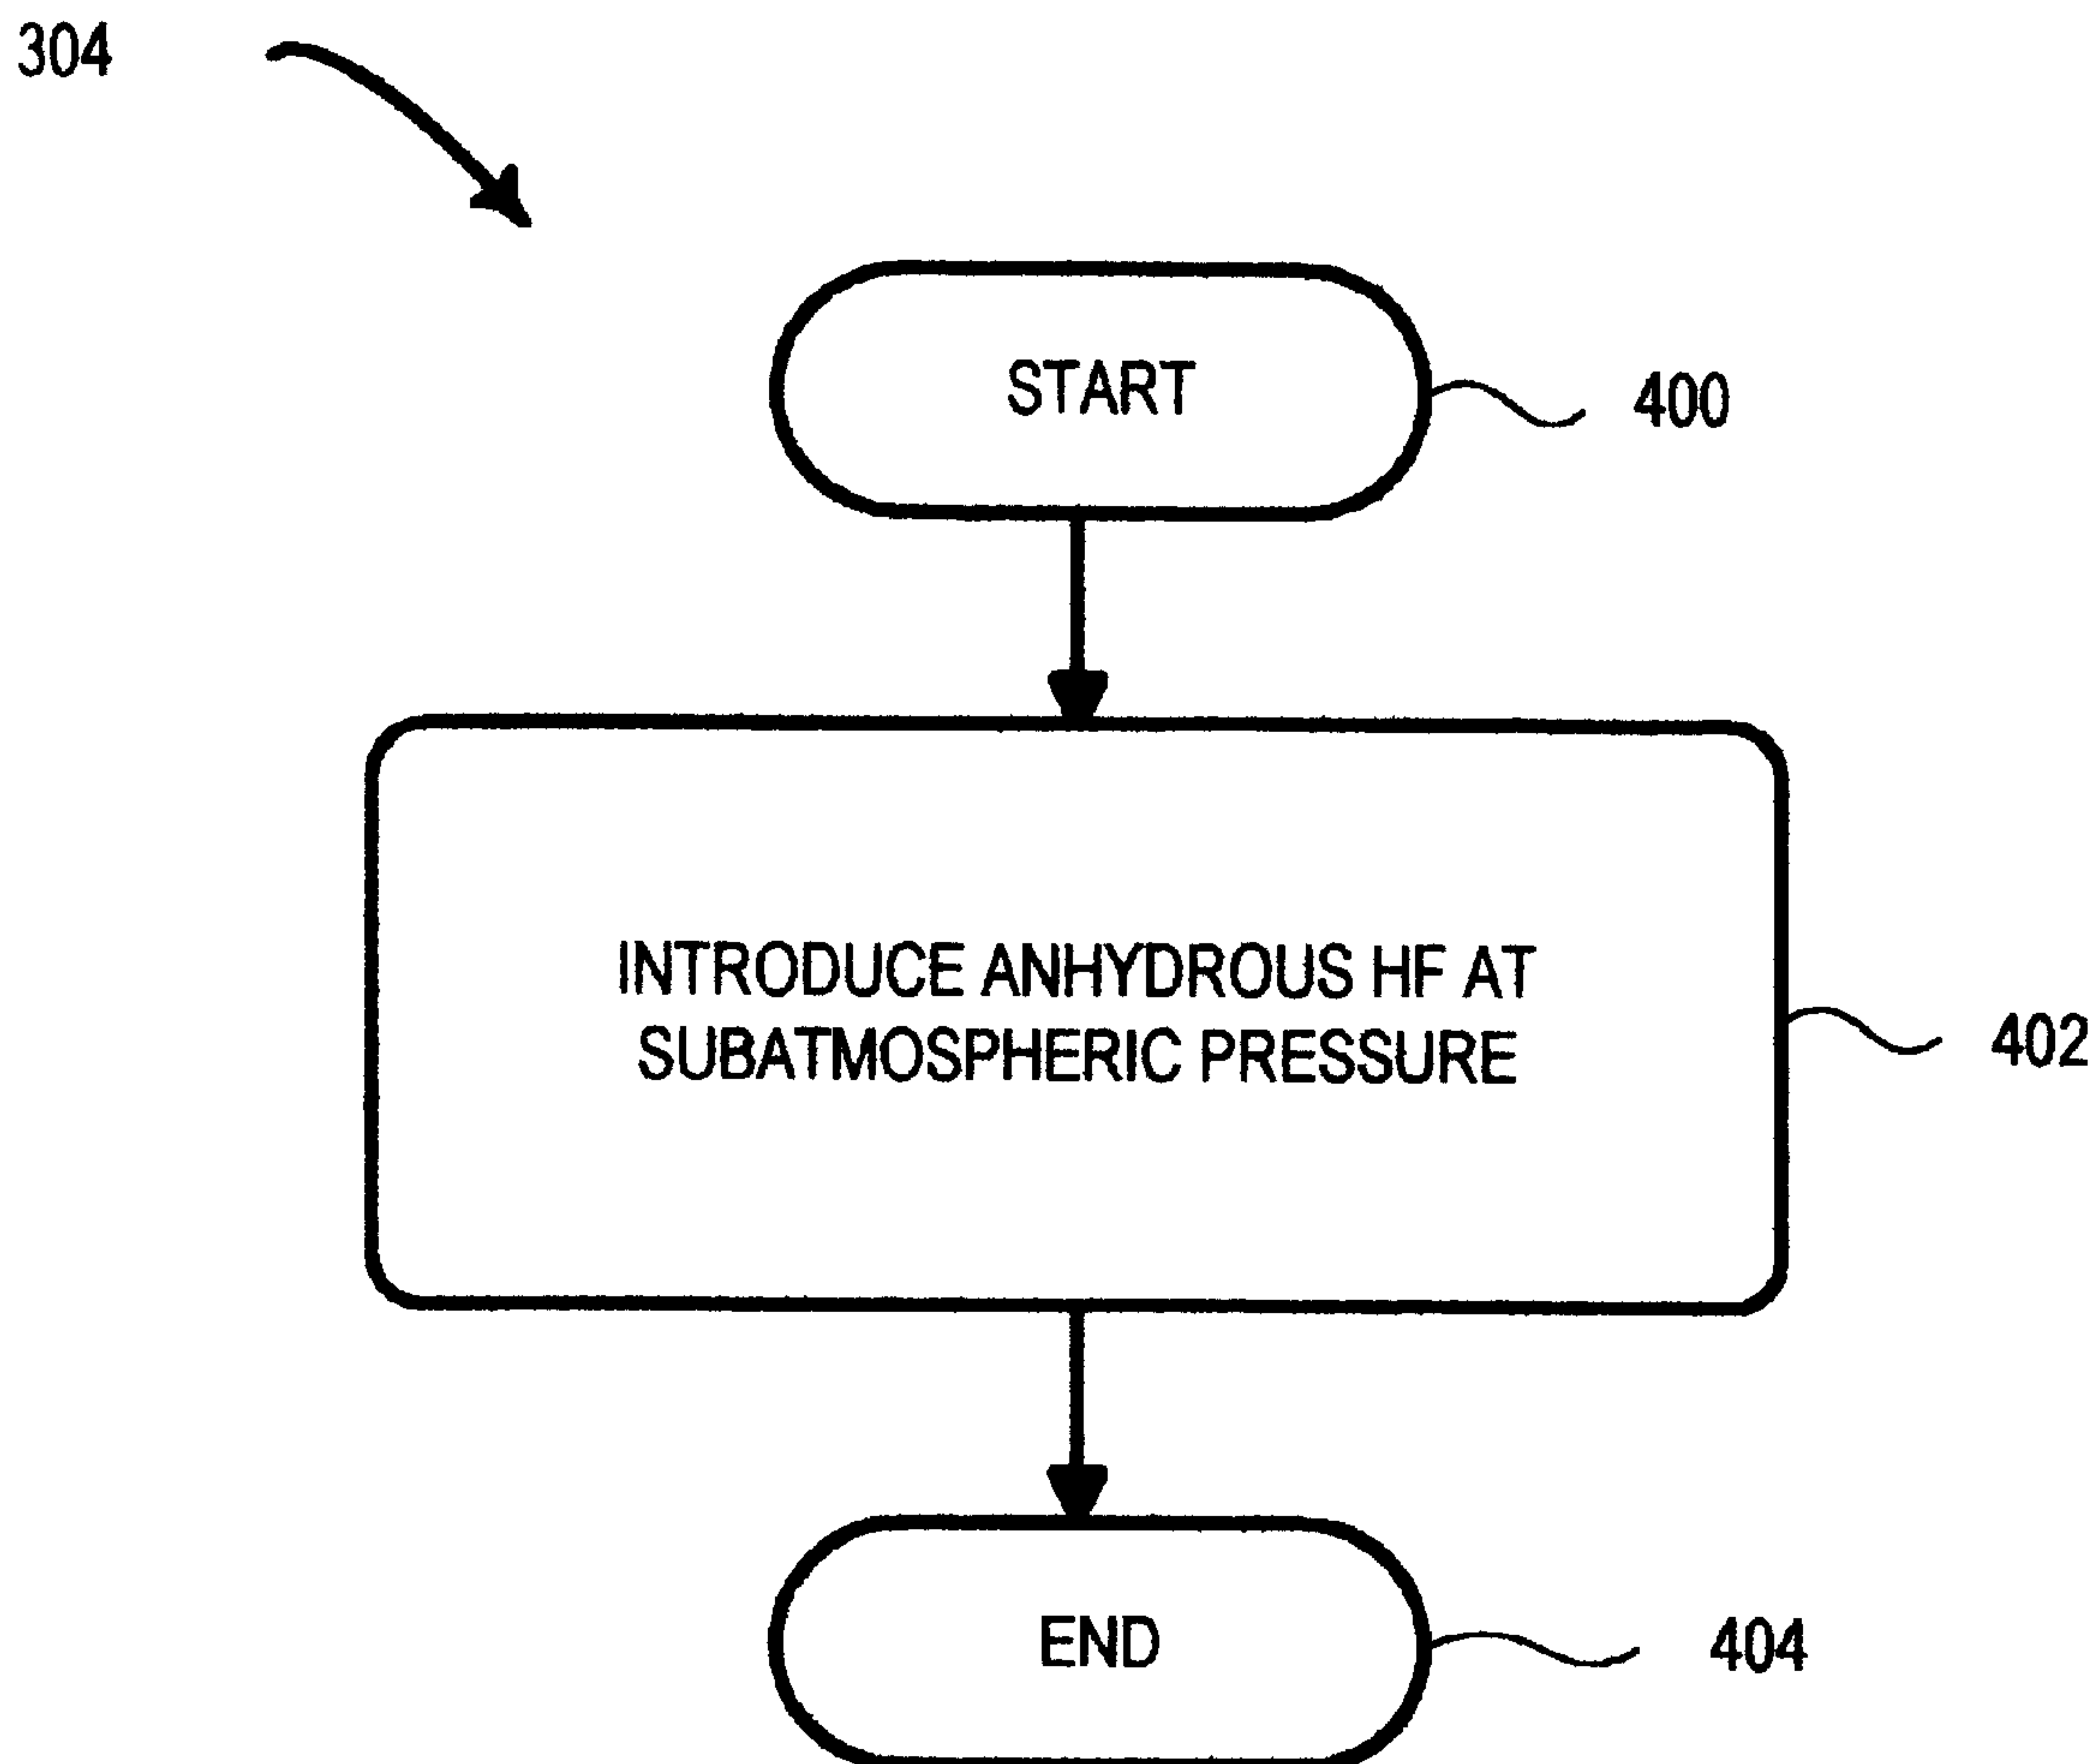 304
START
400
INTRODUCE ANHYDROUS HF AT
SUBATMOSPHERIC PRESSURE
402
END
404